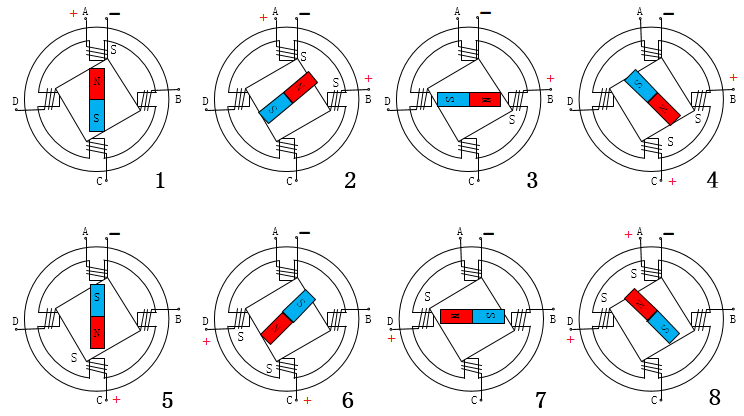 + A − S N S D B C 1
+ A − S + S N S D B C 2
A − + S N S D B C 3
A − + S N S S D B C + 4
A − S N S D B C + 5
A − S N S D + B C + 6
A − S N S D + B C 7
+ A − S S N S D + B C 8